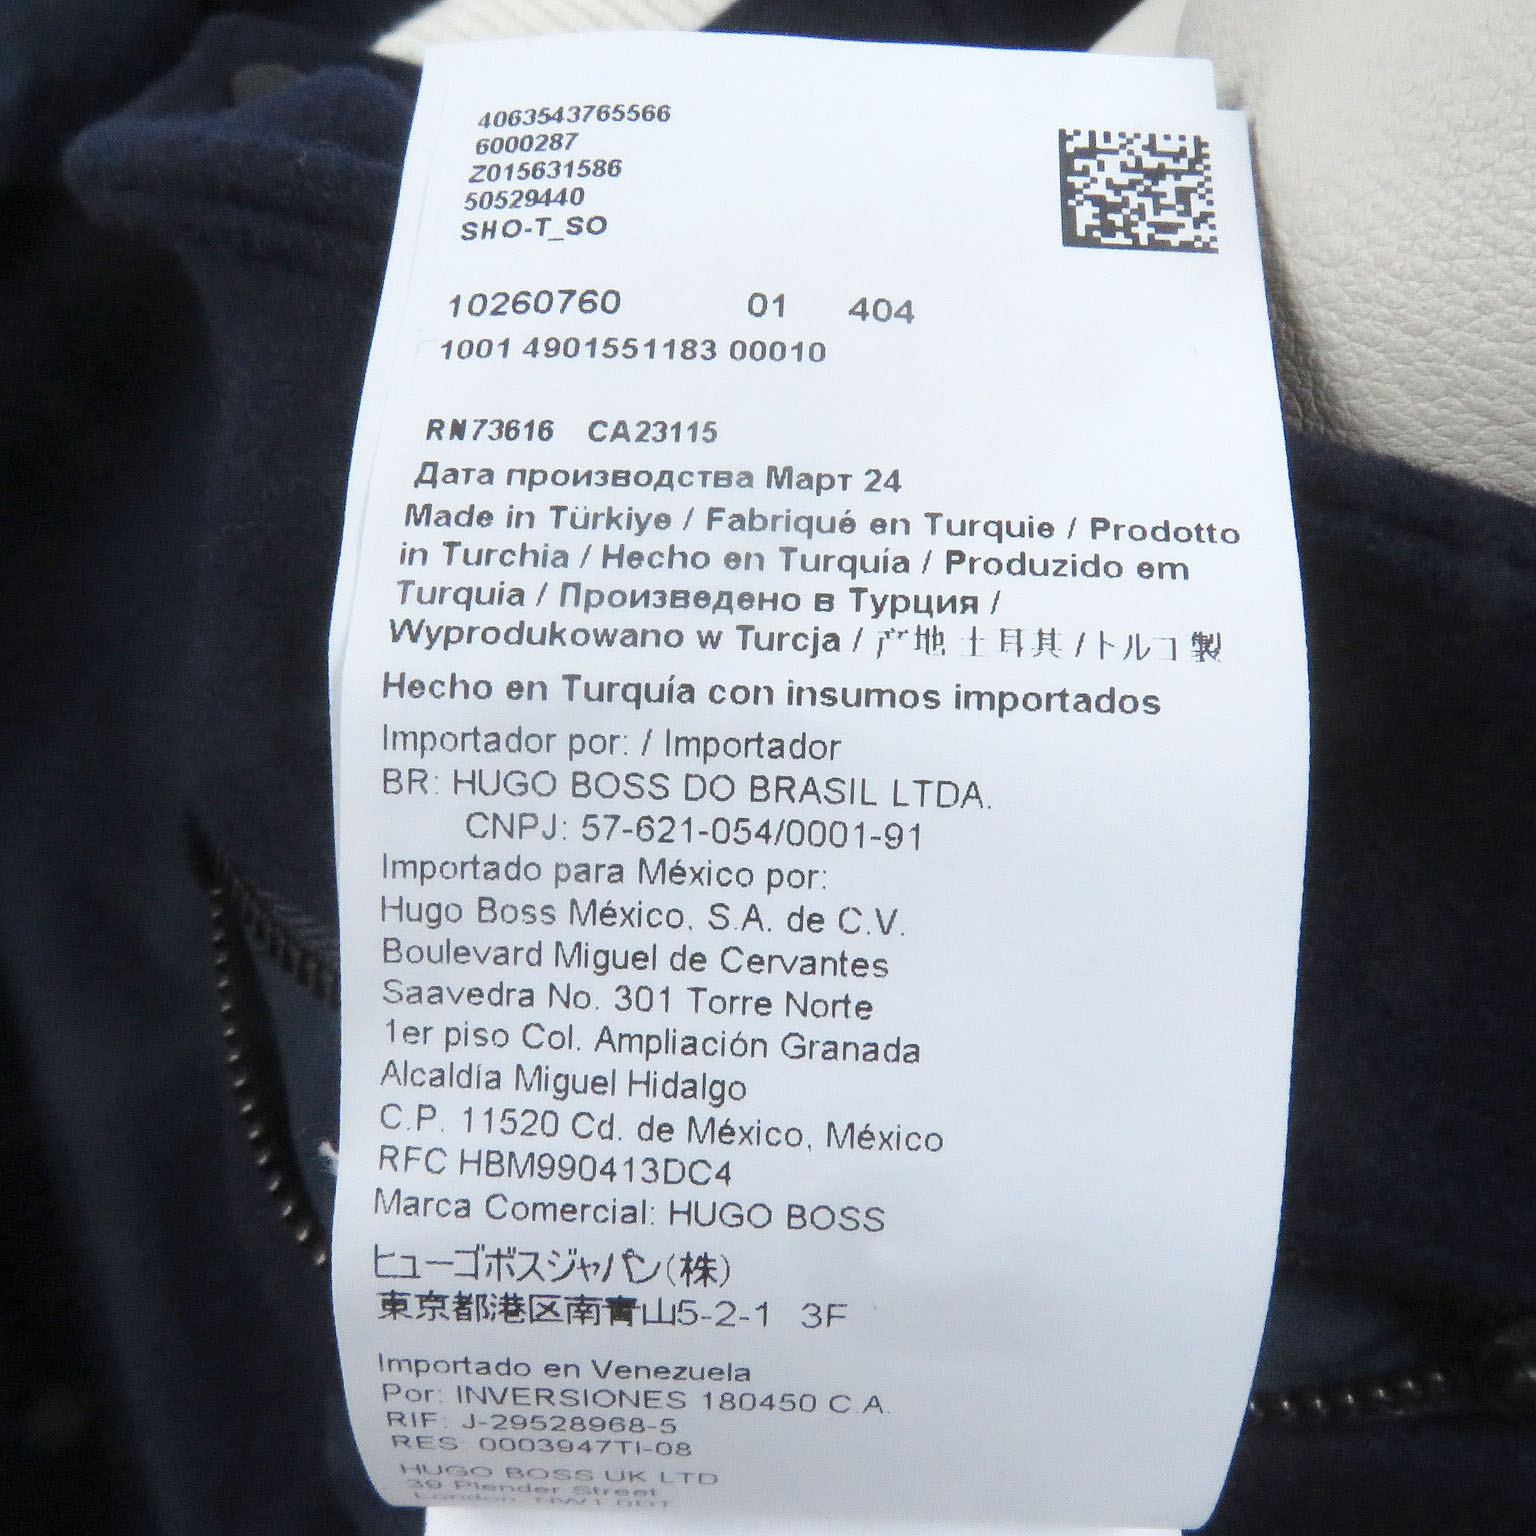 4063543765566
6000287
Z015631586
50529440
SHO-T_SO
10260760 01 404
1001 4901551183 00010
RN73616 CA23115
Дата производства Март 24
Made in Türkiye / Fabriqué en Turquie / Prodotto
in Turchia / Hecho en Turquía / Produzido em
Turquia / Произведено в Турция /
Wyprodukowano w Turcja / 产地 土耳其 / トルコ製
Hecho en Turquía con insumos importados
Importador por: / Importador
BR: HUGO BOSS DO BRASIL LTDA.
CNPJ: 57-621-054/0001-91
Importado para México por:
Hugo Boss México, S.A. de C.V.
Boulevard Miguel de Cervantes
Saavedra No. 301 Torre Norte
1er piso Col. Ampliación Granada
Alcaldía Miguel Hidalgo
C.P. 11520 Cd. de México, México
RFC HBM990413DC4
Marca Comercial: HUGO BOSS
ヒューゴボスジャパン(株)
東京都港区南青山5-2-1 3F
Importado en Venezuela
Por: INVERSIONES 180450 C.A.
RIF: J-29528968-5
RES: 0003947TI-08
HUGO BOSS UK LTD
39 Plender Street
London, NW1 0DT